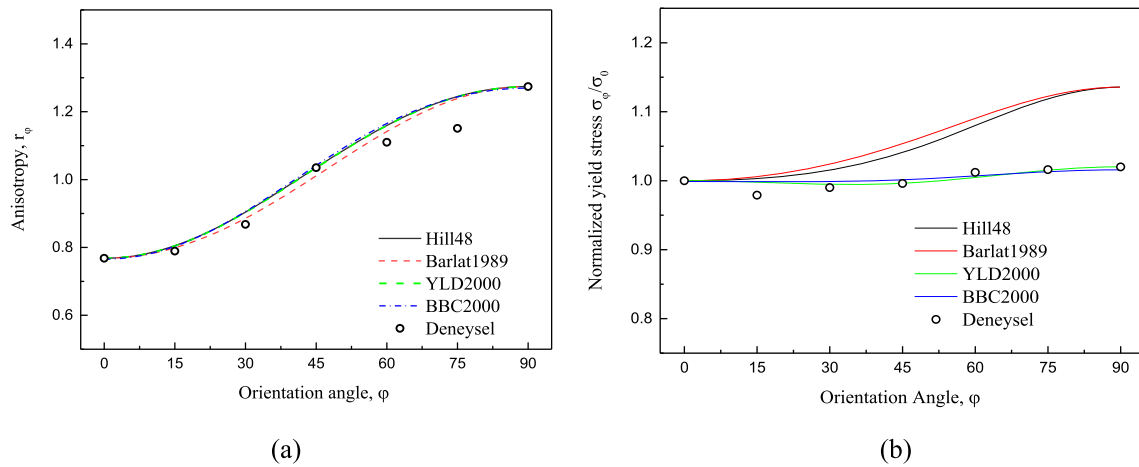 1.4
1.2
1.0
0.8
0.6
Anisotropy, rφ
Hill48
Barlat1989
YLD2000
BBC2000
Deneysel
0 15 30 45 60 75 90
Orientation angle, φ
(a)
1.2
1.1
1.0
0.9
0.8
Normalized yield stress σφ/σ0
Hill48
Barlat1989
YLD2000
BBC2000
Deneysel
0 15 30 45 60 75 90
Orientation Angle, φ
(b)